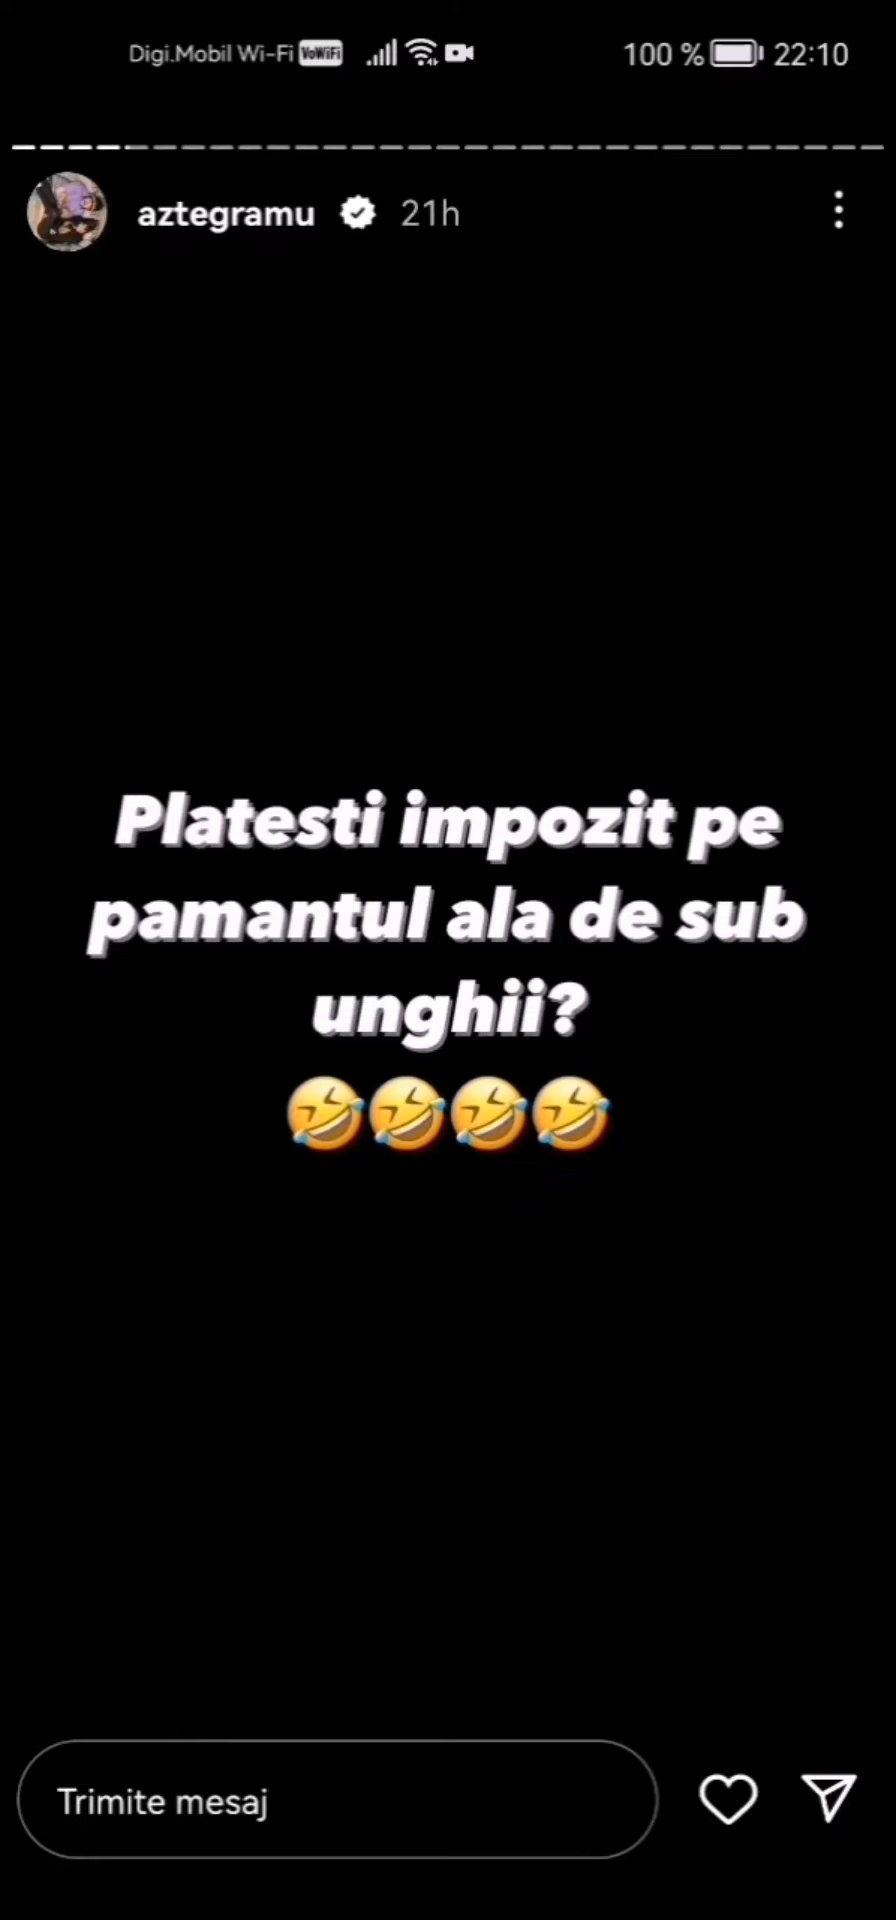 Digi.Mobil Wi-Fi VoWiFi 100 % 22:10
aztegramu 21h
Platesti impozit pe
pamantul ala de sub
unghii?
🤣🤣🤣🤣
Trimite mesaj